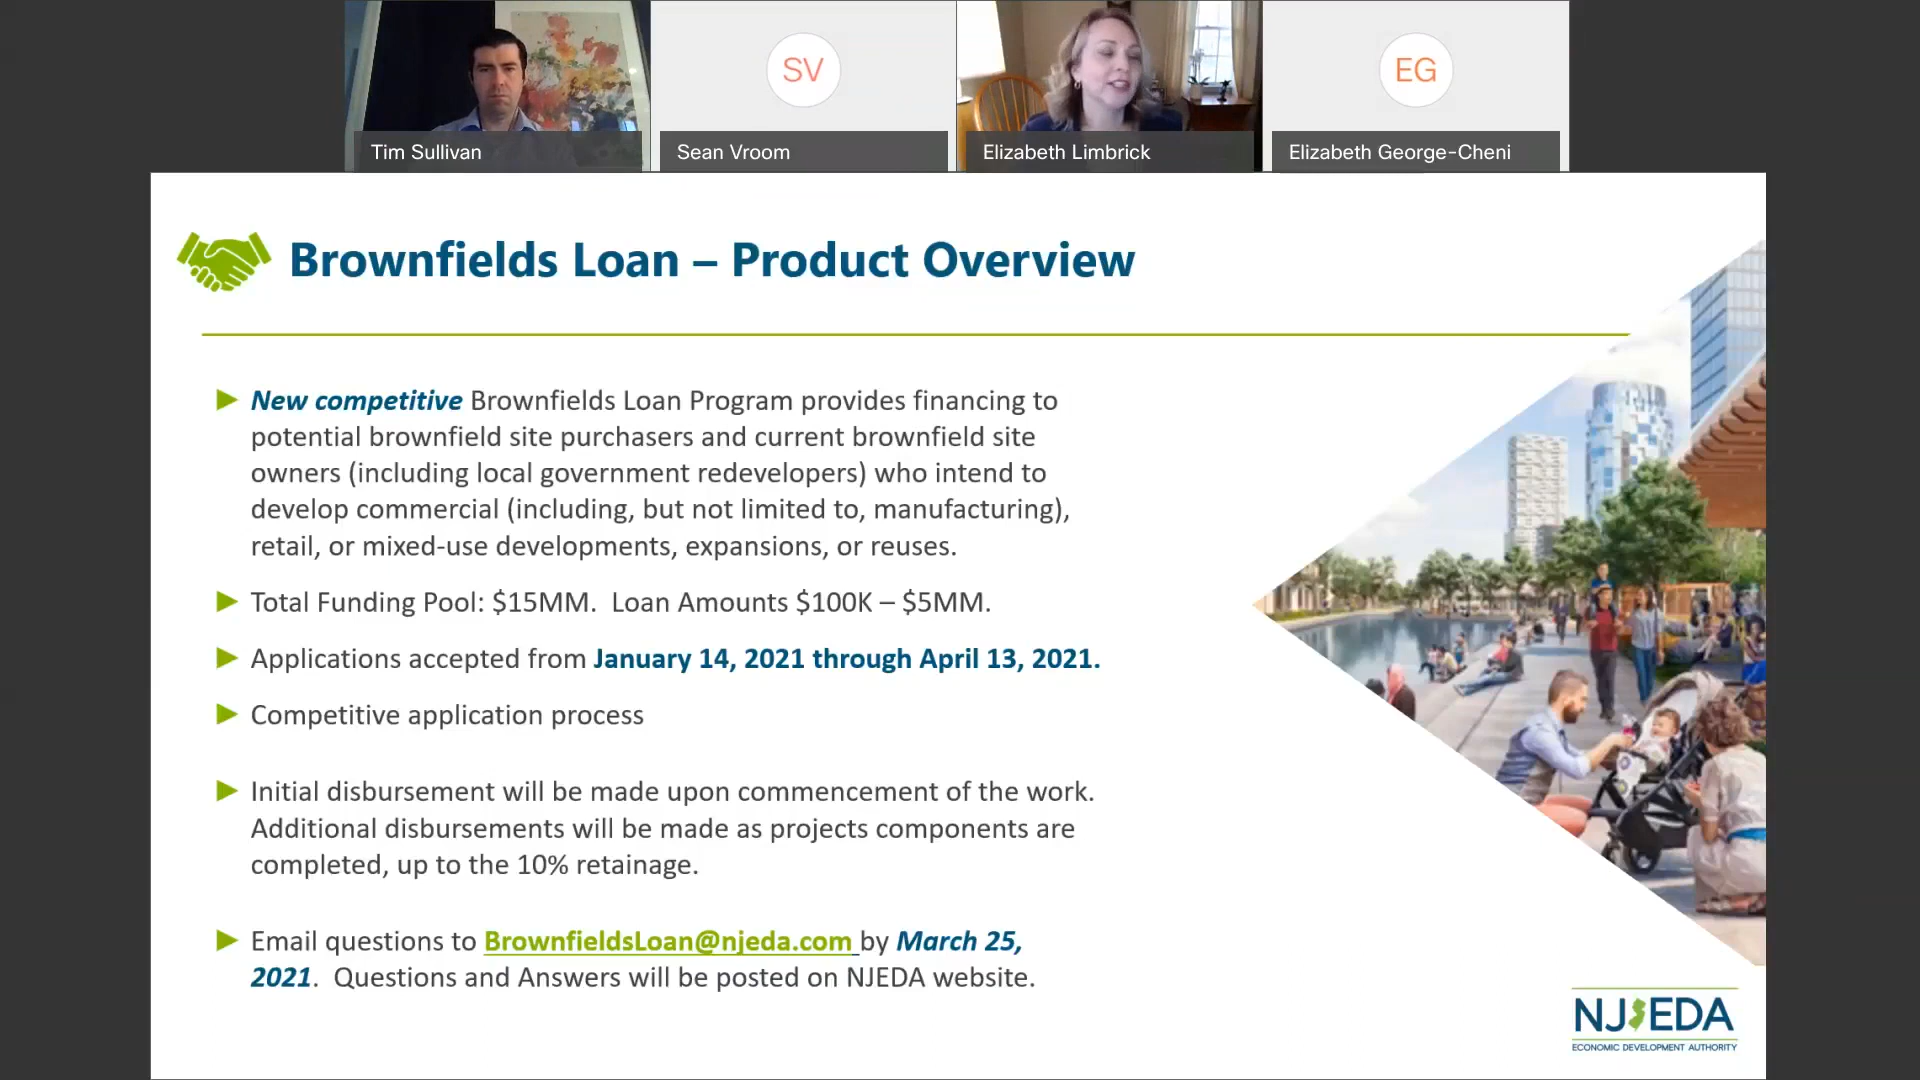 SV
EG
Tim Sullivan
Sean Vroom
Elizabeth Limbrick
Elizabeth George-Cheni
Brownfields Loan – Product Overview
New competitive Brownfields Loan Program provides financing to
potential brownfield site purchasers and current brownfield site
owners (including local government redevelopers) who intend to
develop commercial (including, but not limited to, manufacturing),
retail, or mixed-use developments, expansions, or reuses.
Total Funding Pool: $15MM.  Loan Amounts $100K – $5MM.
Applications accepted from January 14, 2021 through April 13, 2021.
Competitive application process
Initial disbursement will be made upon commencement of the work.
Additional disbursements will be made as projects components are
completed, up to the 10% retainage.
Email questions to BrownfieldsLoan@njeda.com by March 25,
2021.  Questions and Answers will be posted on NJEDA website.
NJEDA
ECONOMIC DEVELOPMENT AUTHORITY